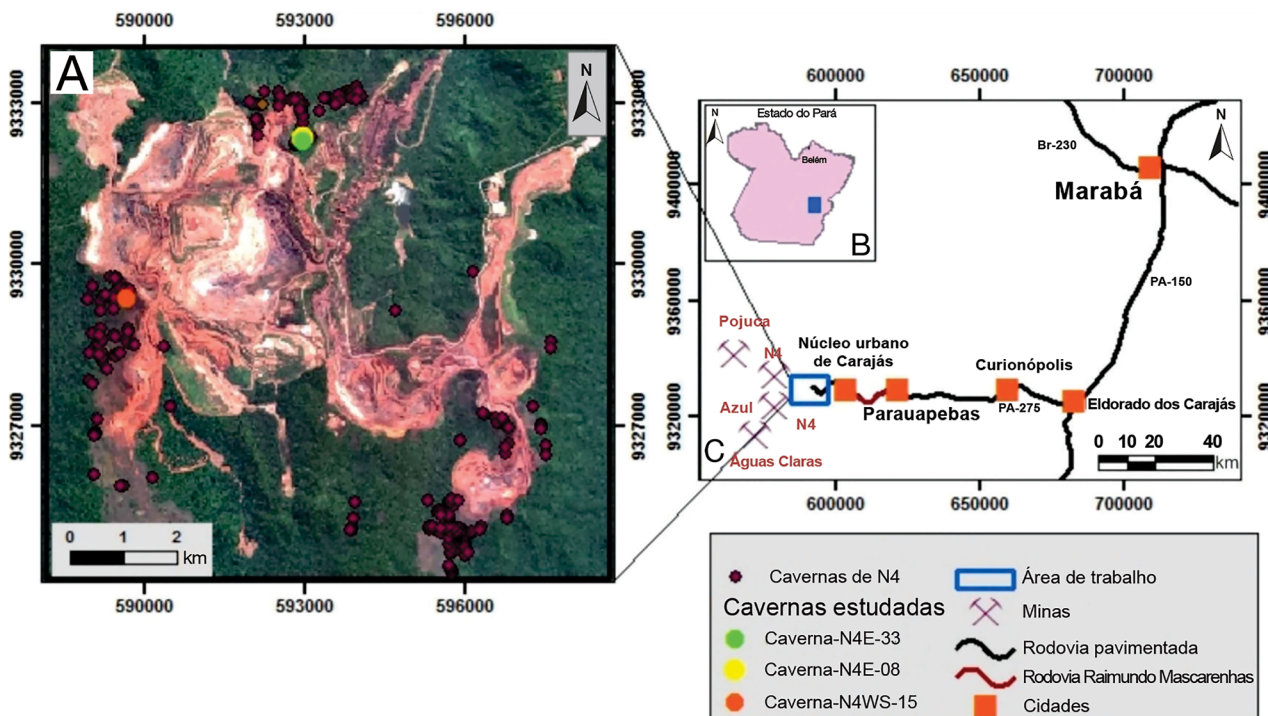 590000 593000 596000
A
N
9333000
9333000
9330000
9330000
9327000
9327000
0 1 2
km
590000 593000 596000
600000 650000 700000
N
Estado do Pará
Belém
B
N
Br-230
Marabá
PA-150
9400000
9400000
9360000
9360000
9320000
9320000
Pojuca
N4
Azul
N4
Águas Claras
C
Núcleo urbano
de Carajás
Parauapebas
Curionópolis
PA-275
Eldorado dos Carajás
0 10 20 40
km
600000 650000 700000
Cavernas de N4
Cavernas estudadas
Caverna-N4E-33
Caverna-N4E-08
Caverna-N4WS-15
Área de trabalho
Minas
Rodovia pavimentada
Rodovia Raimundo Mascarenhas
Cidades